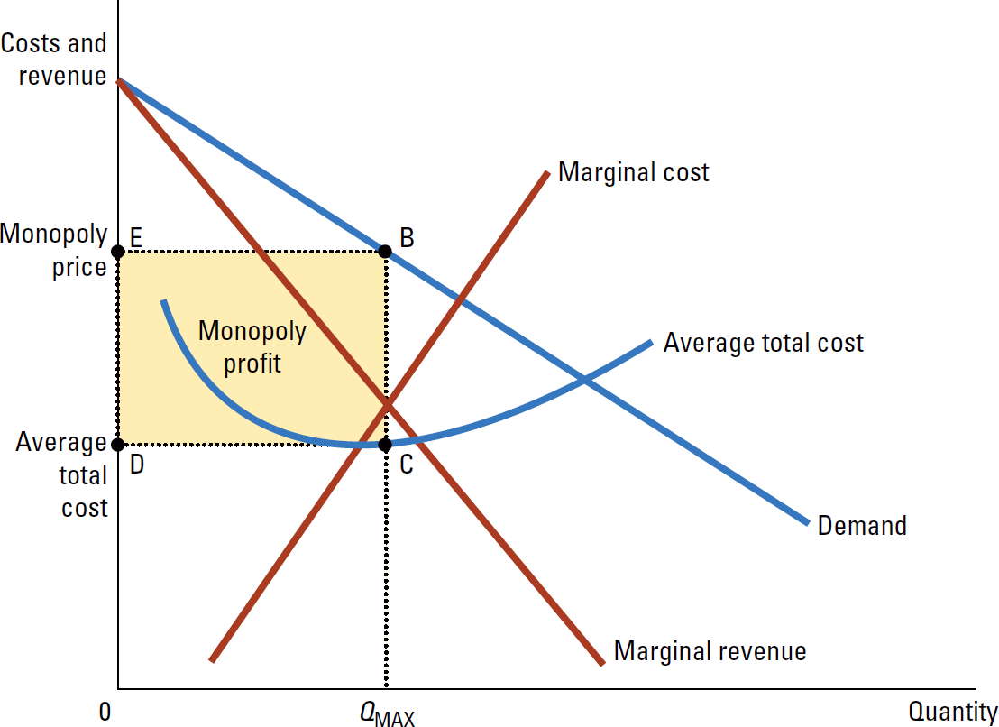 Costs and
revenue
Marginal cost
Monopoly
price
E
B
Monopoly
profit
Average total cost
Average
total
cost
D
C
Demand
Marginal revenue
0
QMAX
Quantity